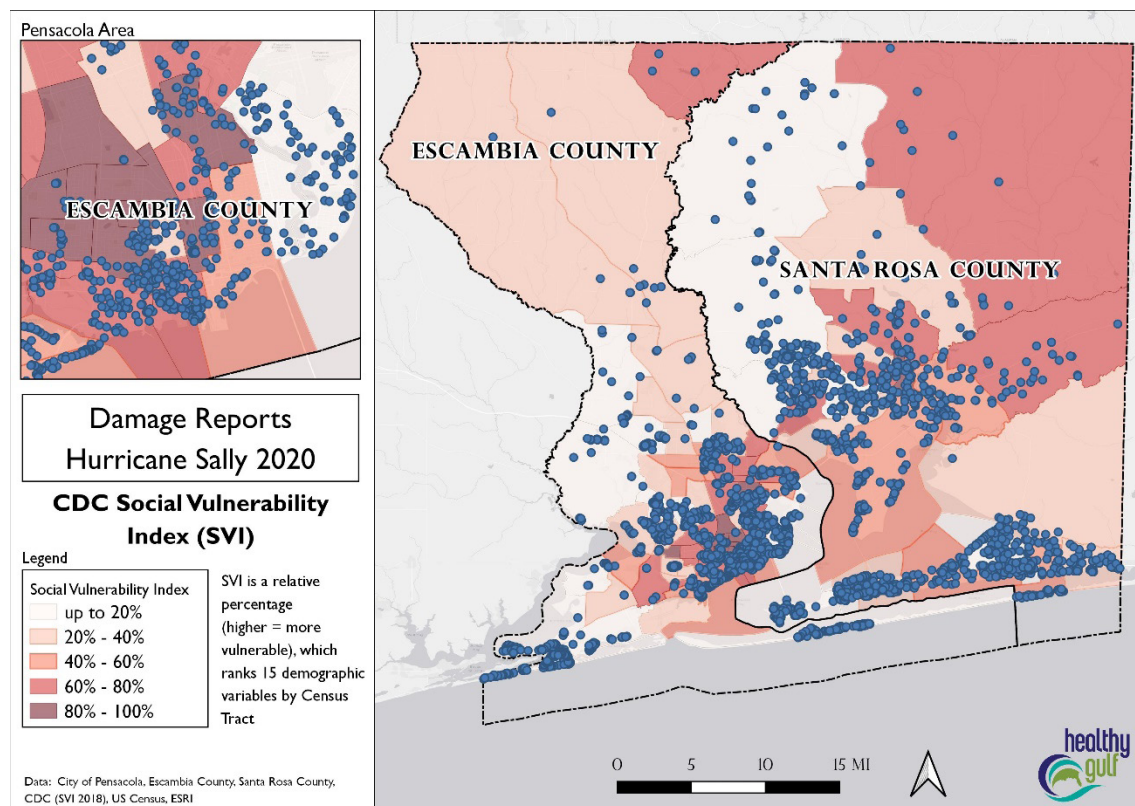 Pensacola Area
ESCAMBIA COUNTY
Damage Reports
Hurricane Sally 2020
CDC Social Vulnerability
Index (SVI)
Legend
Social Vulnerability Index
up to 20%
20% - 40%
40% - 60%
60% - 80%
80% - 100%
SVI is a relative
percentage
(higher = more
vulnerable), which
ranks 15 demographic
variables by Census
Tract
Data: City of Pensacola, Escambia County, Santa Rosa County,
CDC (SVI 2018), US Census, ESRI
ESCAMBIA COUNTY
SANTA ROSA COUNTY
0 5 10 15 MI
healthy
gulf